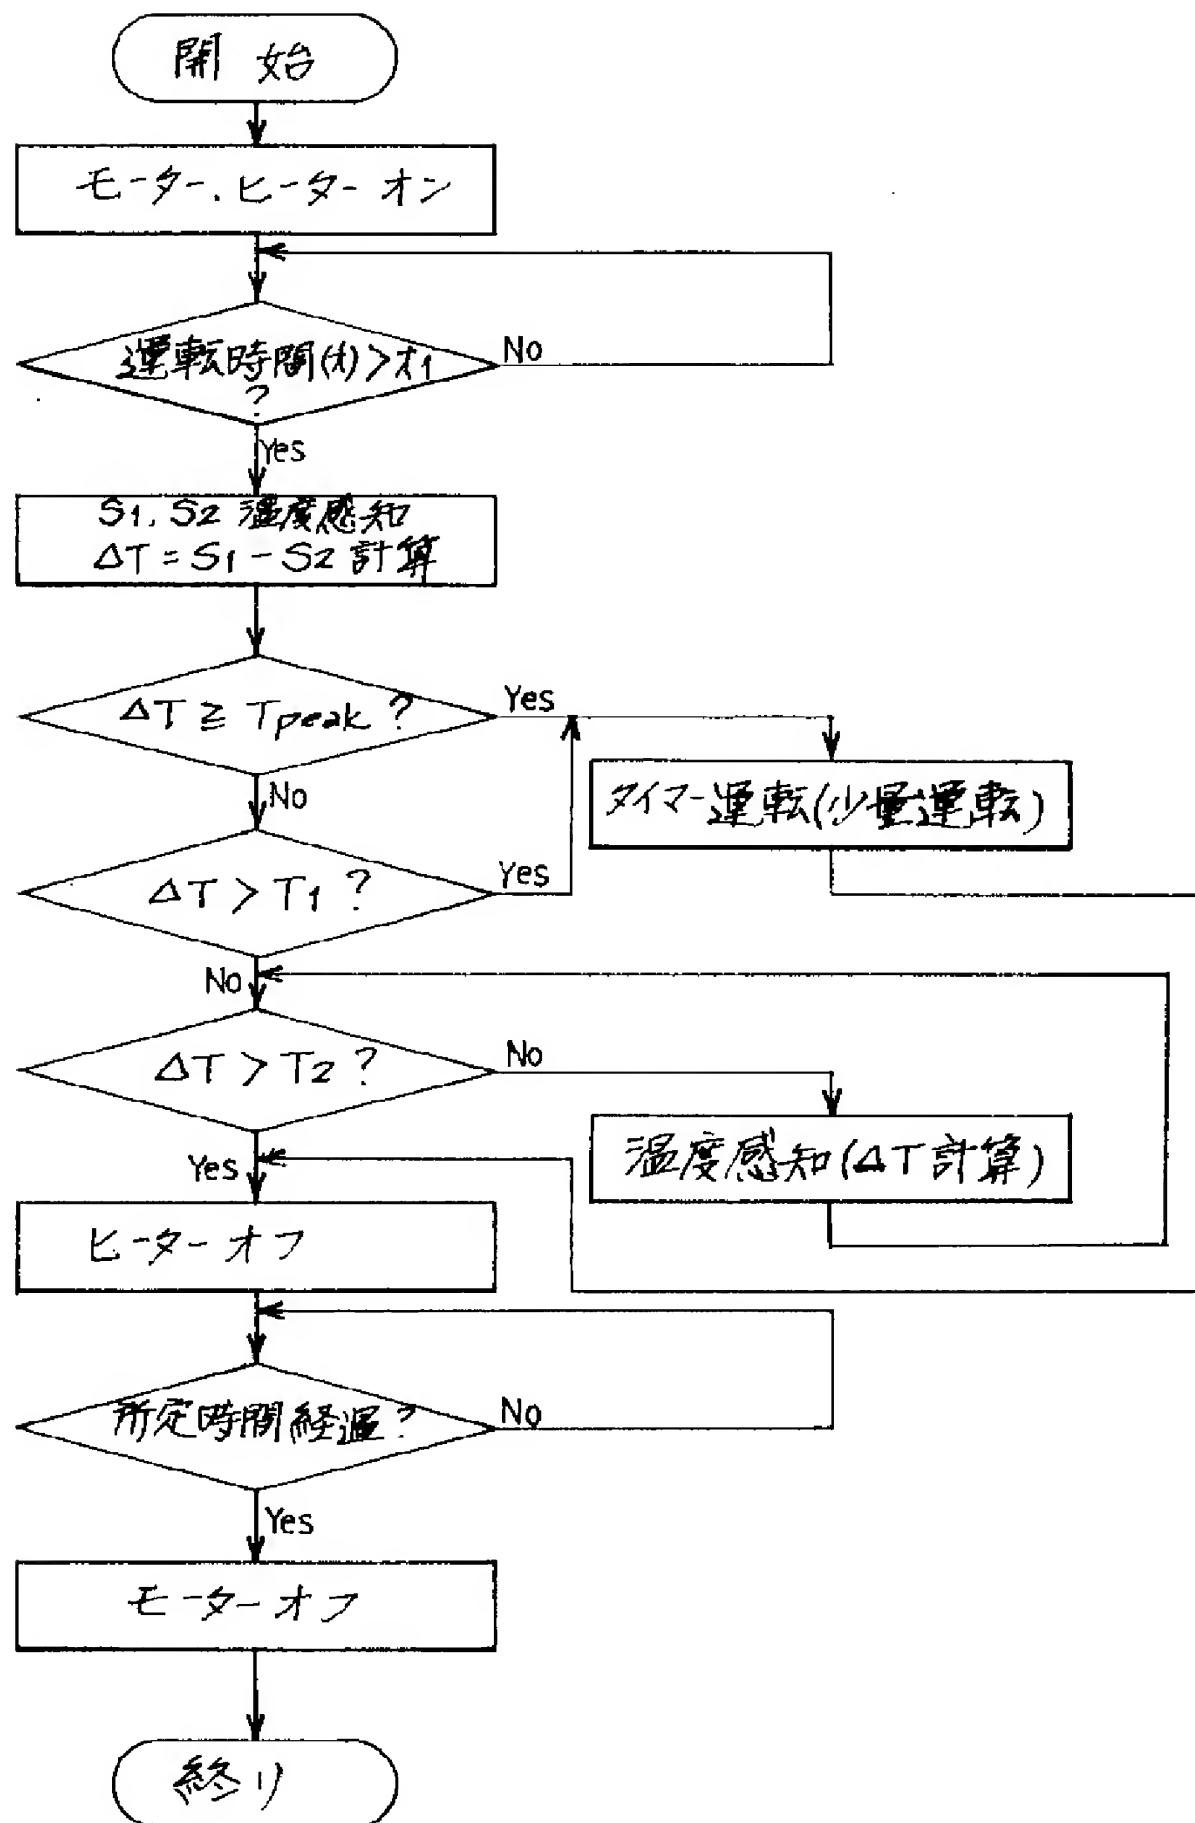 開始
モーター、ヒーターオン
運転時間(t)>t1
?
No
Yes
S1, S2 温度感知
ΔT = S1 - S2 計算
ΔT ≧ Tpeak ?
Yes
No
タイマー運転(少量運転)
ΔT > T1 ?
Yes
No
ΔT > T2 ?
No
温度感知(ΔT計算)
Yes
ヒーターオフ
所定時間経過?
No
Yes
モーターオフ
終り